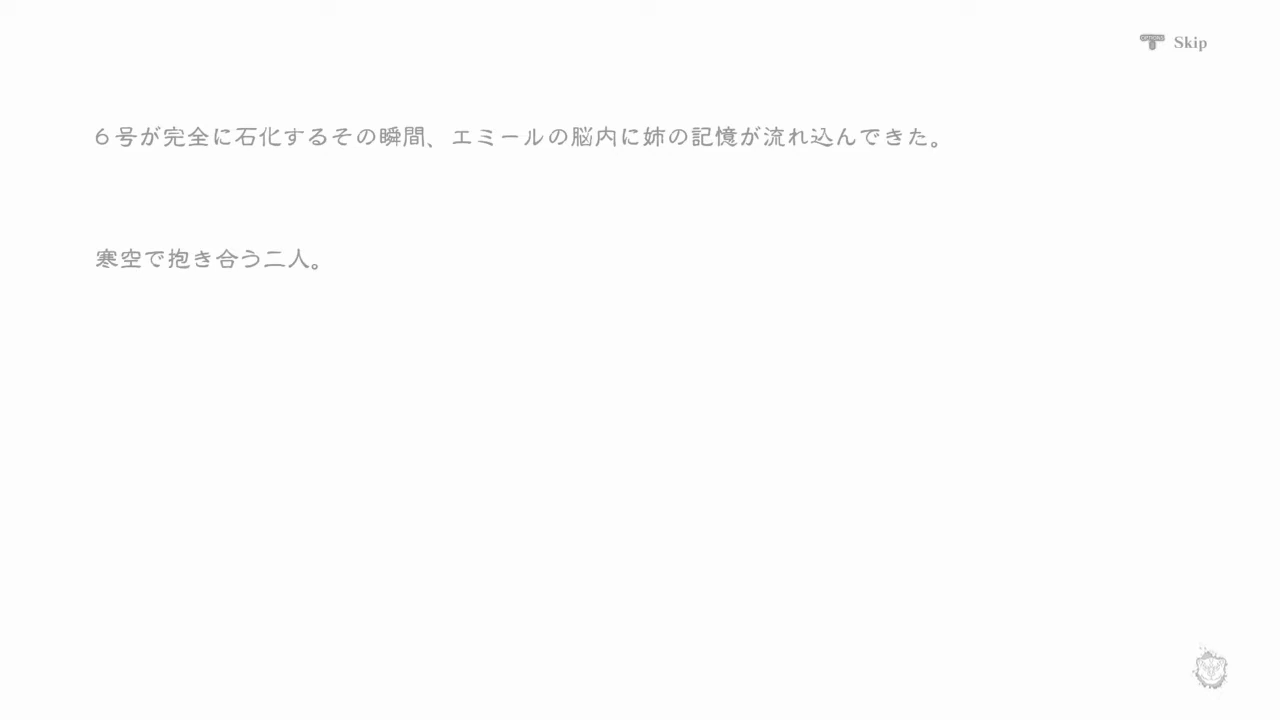 Skip
６号が完全に石化するその瞬間、エミールの脳内に姉の記憶が流れ込んできた。
寒空で抱き合う二人。